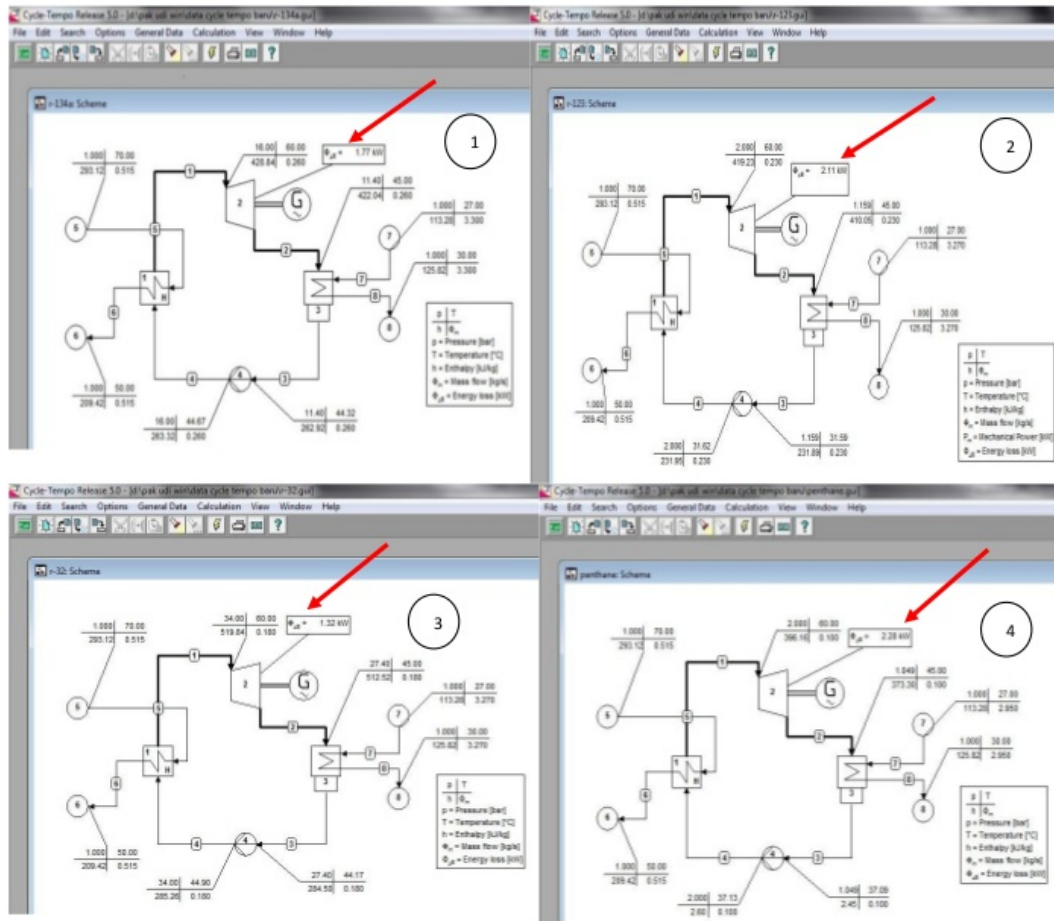 Cycle-Tempo Release 5.0 - [d:\pak udi win\data cycle tempo baru\r-134a.gui]
File Edit Search Options General Data Calculation View Window Help
r-134a: Scheme
1
1.000 70.00
293.12 0.515
16.00 60.00
428.84 0.260
1.77 kW
11.40 45.00
422.04 0.260
1.000 27.00
113.28 3.300
1.000 30.00
125.82 3.300
1.000 50.00
209.42 0.515
16.00 44.67
263.32 0.260
11.40 44.32
262.92 0.260
p T
h Φm
p = Pressure [bar]
T = Temperature [°C]
h = Enthalpy [kJ/kg]
Φm = Mass flow [kg/s]
= Energy loss [kW]
Cycle-Tempo Release 5.0 - [d:\pak udi win\data cycle tempo baru\r-123.gui]
File Edit Search Options General Data Calculation View Window Help
r-123: Scheme
2
1.000 70.00
293.12 0.515
2.000 60.00
419.23 0.230
2.11 kW
1.159 45.00
410.05 0.230
1.000 27.00
113.28 3.270
1.000 30.00
125.82 3.270
1.000 50.00
209.42 0.515
2.000 31.62
231.95 0.230
1.159 31.59
231.89 0.230
p T
h Φm
p = Pressure [bar]
T = Temperature [°C]
h = Enthalpy [kJ/kg]
Φm = Mass flow [kg/s]
Pm = Mechanical Power [kW]
= Energy loss [kW]
Cycle-Tempo Release 5.0 - [d:\pak udi win\data cycle tempo baru\r-32.gui]
File Edit Search Options General Data Calculation View Window Help
r-32: Scheme
3
1.000 70.00
293.12 0.515
34.00 60.00
519.84 0.180
1.32 kW
27.40 45.00
512.52 0.180
1.000 27.00
113.28 3.270
1.000 30.00
125.82 3.270
1.000 50.00
209.42 0.515
34.00 44.90
285.26 0.180
27.40 44.17
284.50 0.180
p T
h Φm
p = Pressure [bar]
T = Temperature [°C]
h = Enthalpy [kJ/kg]
Φm = Mass flow [kg/s]
= Energy loss [kW]
Cycle-Tempo Release 5.0 - [d:\pak udi win\data cycle tempo baru\penthane.gui]
File Edit Search Options General Data Calculation View Window Help
penthane: Scheme
4
1.000 70.00
293.12 0.515
2.000 60.00
396.16 0.100
2.28 kW
1.049 45.00
373.30 0.100
1.000 27.00
113.28 2.950
1.000 30.00
125.82 2.950
1.000 50.00
209.42 0.515
2.000 37.13
2.60 0.100
1.049 37.09
2.45 0.100
p T
h Φm
p = Pressure [bar]
T = Temperature [°C]
h = Enthalpy [kJ/kg]
Φm = Mass flow [kg/s]
= Energy loss [kW]